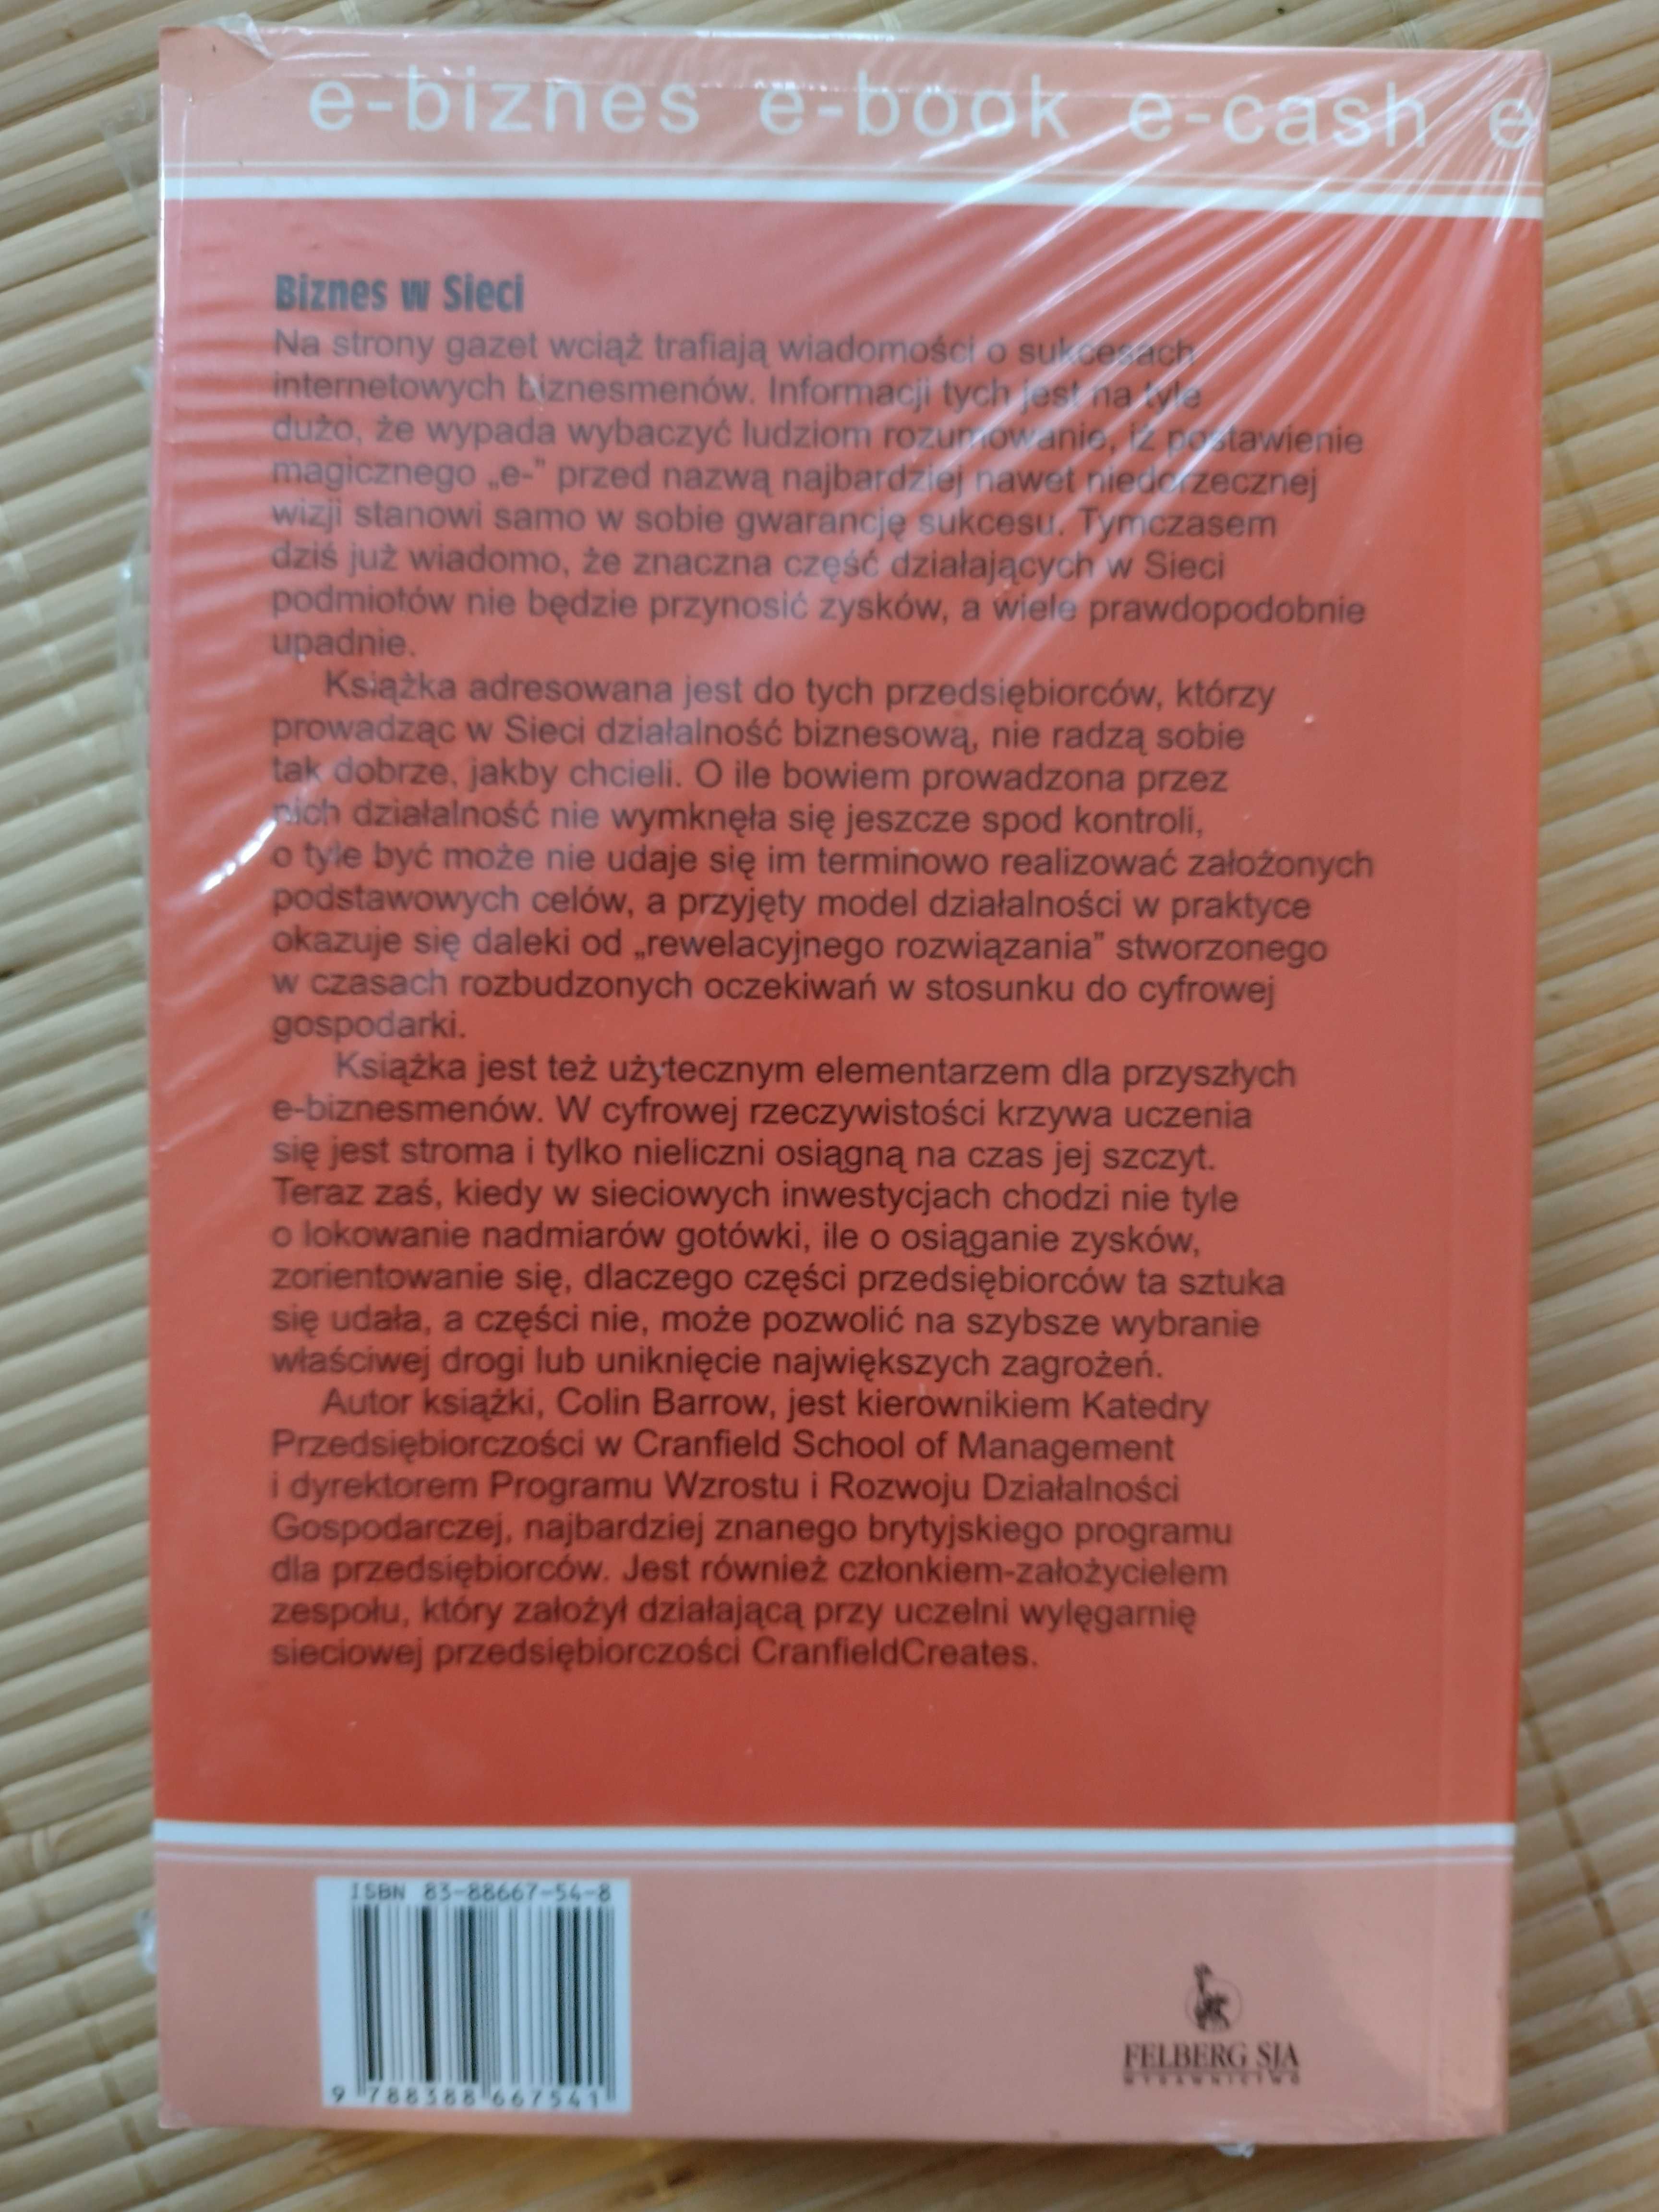 e-biznes e-book e-cash e
Biznes w Sieci
Na strony gazet wciąż trafiają wiadomości o sukcesach
internetowych biznesmenów. Informacji tych jest na tyle
dużo, że wypada wybaczyć ludziom rozumowanie, iż postawienie
magicznego „e-” przed nazwą najbardziej nawet niedorzecznej
wizji stanowi samo w sobie gwarancję sukcesu. Tymczasem
dziś już wiadomo, że znaczna część działających w Sieci
podmiotów nie będzie przynosić zysków, a wiele prawdopodobnie
upadnie.
Książka adresowana jest do tych przedsiębiorców, którzy
prowadząc w Sieci działalność biznesową, nie radzą sobie
tak dobrze, jakby chcieli. O ile bowiem prowadzona przez
nich działalność nie wymknęła się jeszcze spod kontroli,
o tyle być może nie udaje się im terminowo realizować założonych
podstawowych celów, a przyjęty model działalności w praktyce
okazuje się daleki od „rewelacyjnego rozwiązania” stworzonego
w czasach rozbudzonych oczekiwań w stosunku do cyfrowej
gospodarki.
Książka jest też użytecznym elementarzem dla przyszłych
e-biznesmenów. W cyfrowej rzeczywistości krzywa uczenia
się jest stroma i tylko nieliczni osiągną na czas jej szczyt.
Teraz zaś, kiedy w sieciowych inwestycjach chodzi nie tyle
o lokowanie nadmiarów gotówki, ile o osiąganie zysków,
zorientowanie się, dlaczego części przedsiębiorców ta sztuka
się udała, a części nie, może pozwolić na szybsze wybranie
właściwej drogi lub uniknięcie największych zagrożeń.
Autor książki, Colin Barrow, jest kierownikiem Katedry
Przedsiębiorczości w Cranfield School of Management
i dyrektorem Programu Wzrostu i Rozwoju Działalności
Gospodarczej, najbardziej znanego brytyjskiego programu
dla przedsiębiorców. Jest również członkiem-założycielem
zespołu, który założył działającą przy uczelni wylęgarnię
sieciowej przedsiębiorczości CranfieldCreates.
ISBN 83-88667-54-8
9 788388 667541
FELBERG SJA
WYDAWNICTWO